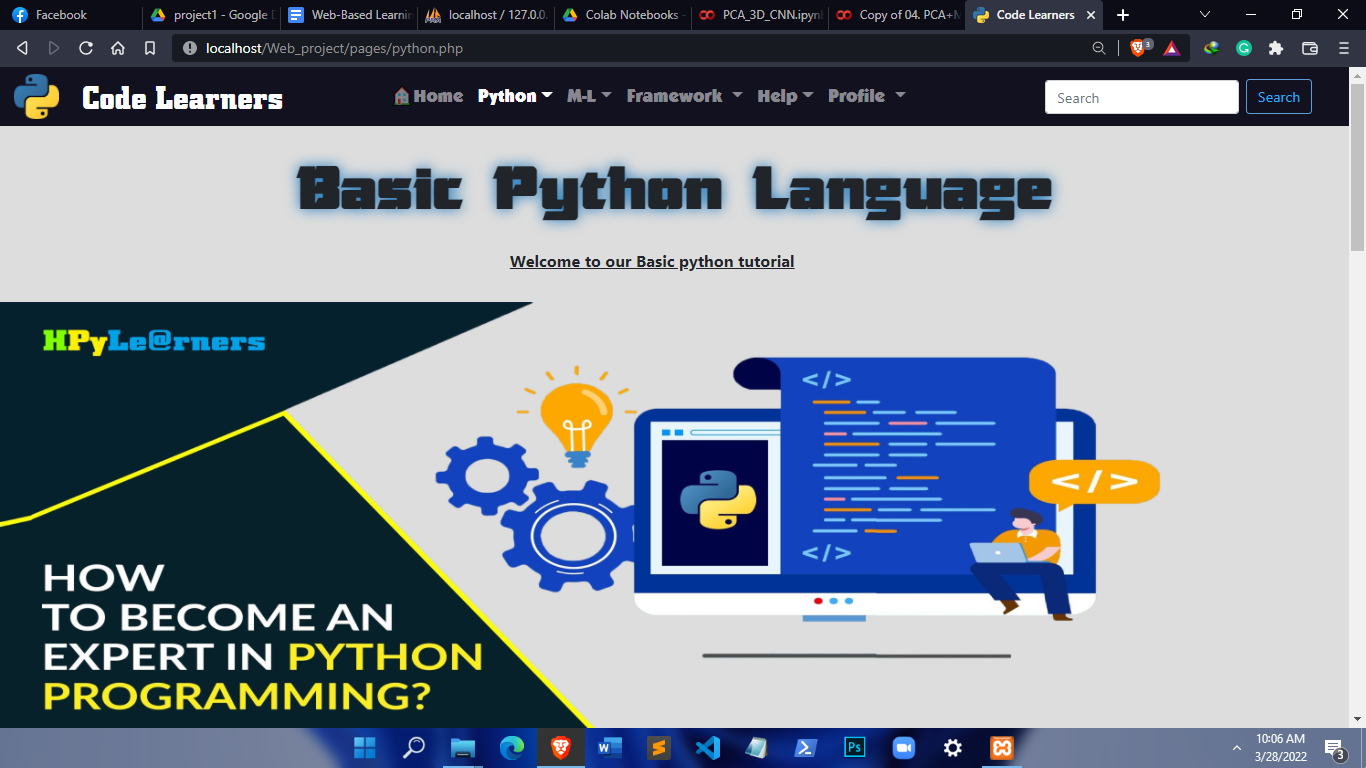 Facebook
project1 - Google D
Web-Based Learnin
localhost / 127.0.0.
Colab Notebooks -
PCA_3D_CNN.ipynb
Copy of 04. PCA+M
Code Learners
localhost/Web_project/pages/python.php
3
Code Learners
Home
Python
M-L
Framework
Help
Profile
Search
Search
Basic Python Language
Welcome to our Basic python tutorial
HPyLe@rners
</>
</>
</>
HOW
TO BECOME AN
EXPERT IN PYTHON
PROGRAMMING?
10:06 AM
3/28/2022
3